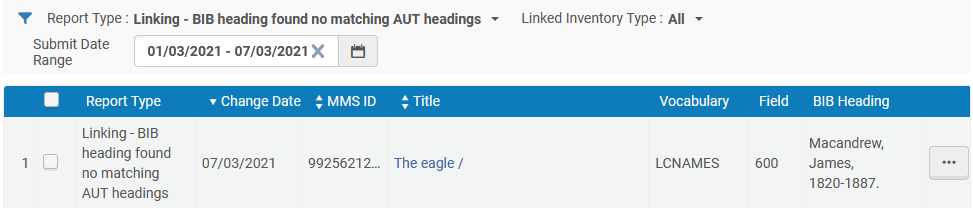 Report Type : Linking - BIB heading found no matching AUT headings Linked Inventory Type : All
Submit Date
Range
01/03/2021 - 07/03/2021
Report Type Change Date MMS ID Title Vocabulary Field BIB Heading
1 Linking - BIB
heading found
no matching
AUT headings
07/03/2021 99256212... The eagle / LCNAMES 600
Macandrew,
James,
1820-1887.